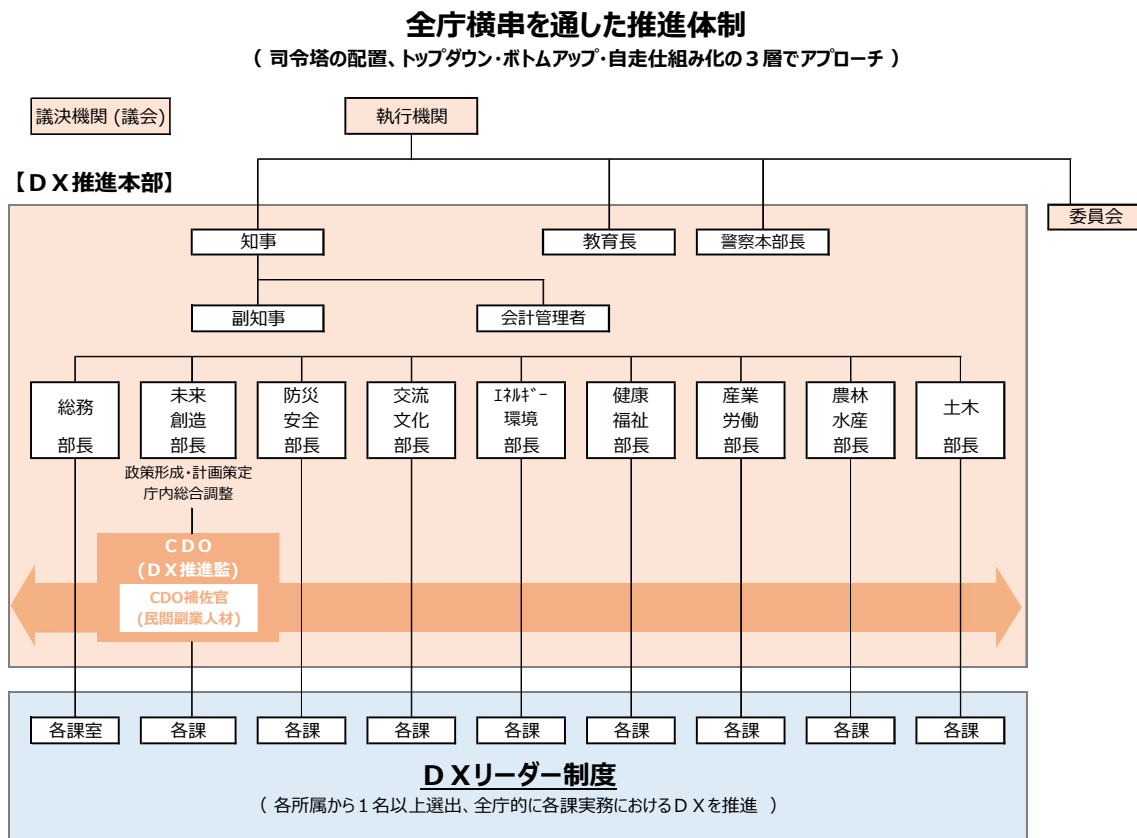 全庁横串を通した推進体制
（ 司令塔の配置、トップダウン・ボトムアップ・自走仕組み化の３層でアプローチ ）
議決機関 (議会)
執行機関
【ＤＸ推進本部】
委員会
知事
教育長
警察本部長
副知事
会計管理者
総務
部長
未来
創造
部長
防災
安全
部長
交流
文化
部長
ｴﾈﾙｷﾞｰ
環境
部長
健康
福祉
部長
産業
労働
部長
農林
水産
部長
土木
部長
政策形成・計画策定
庁内総合調整
ＣＤＯ
(ＤＸ推進監)
CDO補佐官
(民間副業人材)
各課室
各課
各課
各課
各課
各課
各課
各課
各課
ＤＸリーダー制度
（ 各所属から１名以上選出、全庁的に各課実務におけるＤＸを推進 ）